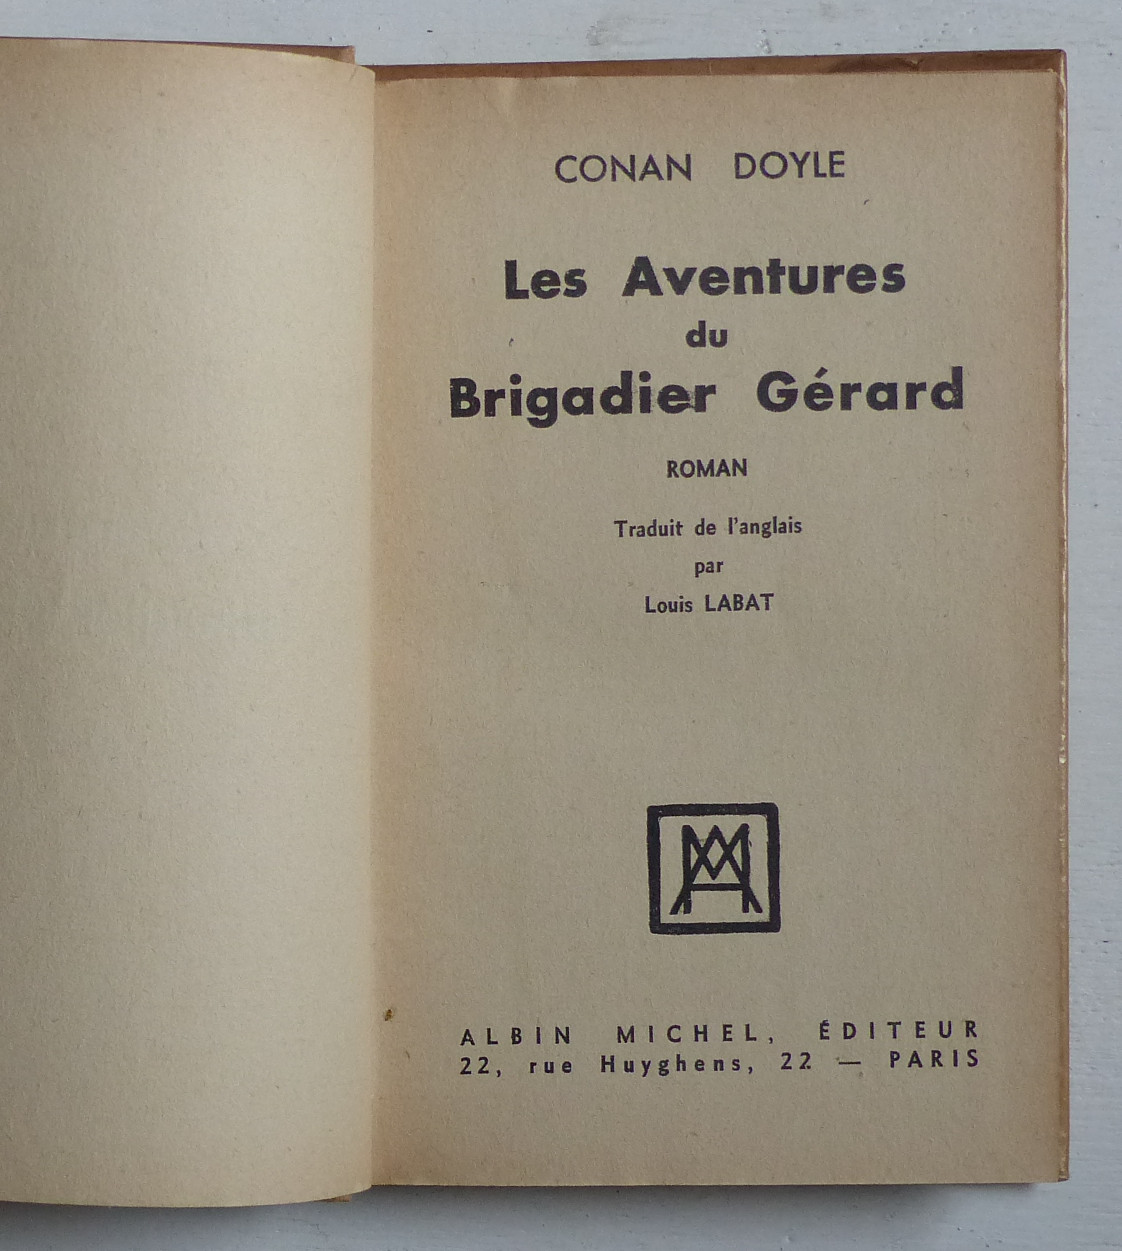 CONAN DOYLE
Les Aventures
du
Brigadier Gérard
ROMAN
Traduit de l'anglais
par
Louis LABAT
AM
ALBIN MICHEL, ÉDITEUR
22, rue Huyghens, 22 — PARIS